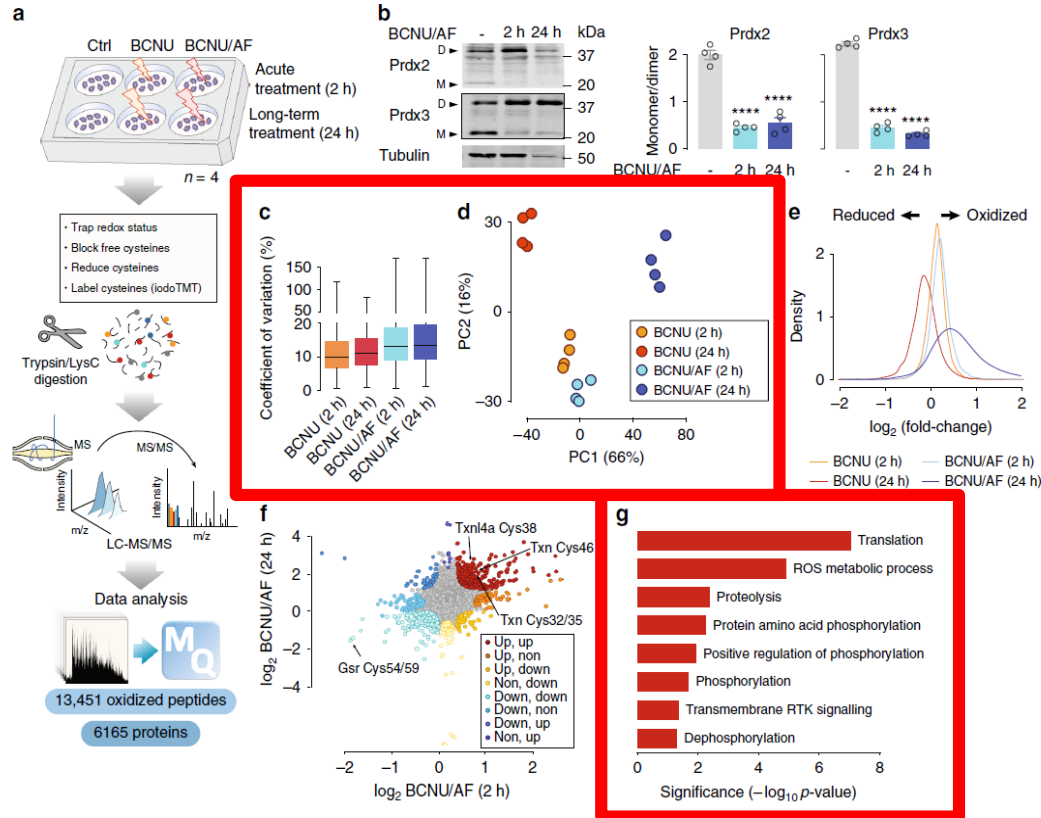 a
Ctrl BCNU BCNU/AF
Acute
treatment (2 h)
Long-term
treatment (24 h)
n = 4
• Trap redox status
• Block free cysteines
• Reduce cysteines
• Label cysteines (iodoTMT)
Trypsin/LysC
digestion
MS MS/MS
Intensity
m/z
Intensity
m/z
LC-MS/MS
Data analysis
M
Q
13,451 oxidized peptides
6165 proteins
b
BCNU/AF - 2 h 24 h kDa
Prdx2
D
M
37
20
Prdx3
D
M
37
20
Tubulin
50
Prdx2
Monomer/dimer
2
1
0
****
****
BCNU/AF - 2 h 24 h
Prdx3
****
****
- 2 h 24 h
c
Coefficient of variation (%)
150
100
50
20
10
0
BCNU (2 h)
BCNU (24 h)
BCNU/AF (2 h)
BCNU/AF (24 h)
d
PC2 (16%)
30
0
−30
−40 0 40 80
PC1 (66%)
BCNU (2 h)
BCNU (24 h)
BCNU/AF (2 h)
BCNU/AF (24 h)
e
Reduced Oxidized
Density
2
1
0
−2 −1 0 1 2
log2 (fold-change)
BCNU (2 h) BCNU/AF (2 h)
BCNU (24 h) BCNU/AF (24 h)
f
log2 BCNU/AF (24 h)
4
2
0
−2
−4
Txnl4a Cys38
Txn Cys46
Txn Cys32/35
Gsr Cys54/59
Up, up
Up, non
Up, down
Non, down
Down, down
Down, non
Down, up
Non, up
−2 −1 0 1 2
log2 BCNU/AF (2 h)
g
Translation
ROS metabolic process
Proteolysis
Protein amino acid phosphorylation
Positive regulation of phosphorylation
Phosphorylation
Transmembrane RTK signalling
Dephosphorylation
0 2 4 6 8
Significance (−log10 p-value)